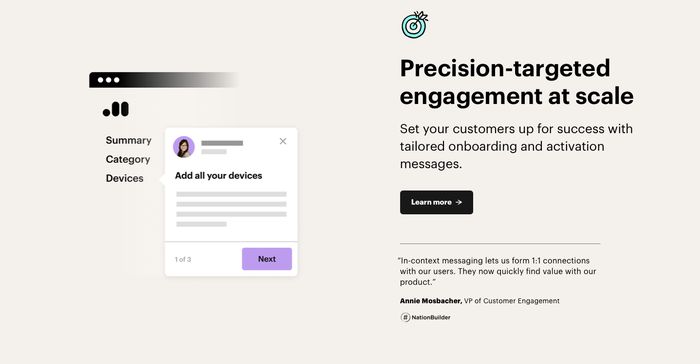 Summary
Category
Devices
Add all your devices
1 of 3
Next
Precision-targeted
engagement at scale
Set your customers up for success with
tailored onboarding and activation
messages.
Learn more →
“In-context messaging lets us form 1:1 connections
with our users. They now quickly find value with our
product.”
Annie Mosbacher, VP of Customer Engagement
NationBuilder